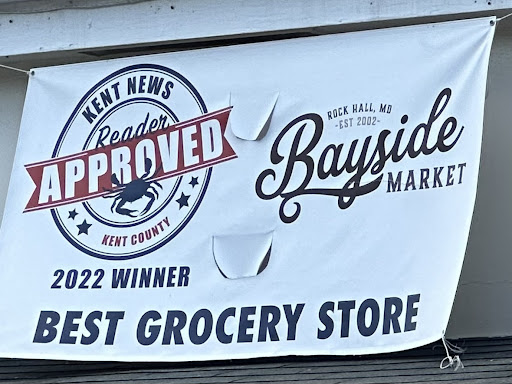 KENT NEWS
Reader
APPROVED
KENT COUNTY
2022 WINNER
ROCK HALL, MD
-EST 2002-
Bayside
MARKET
BEST GROCERY STORE